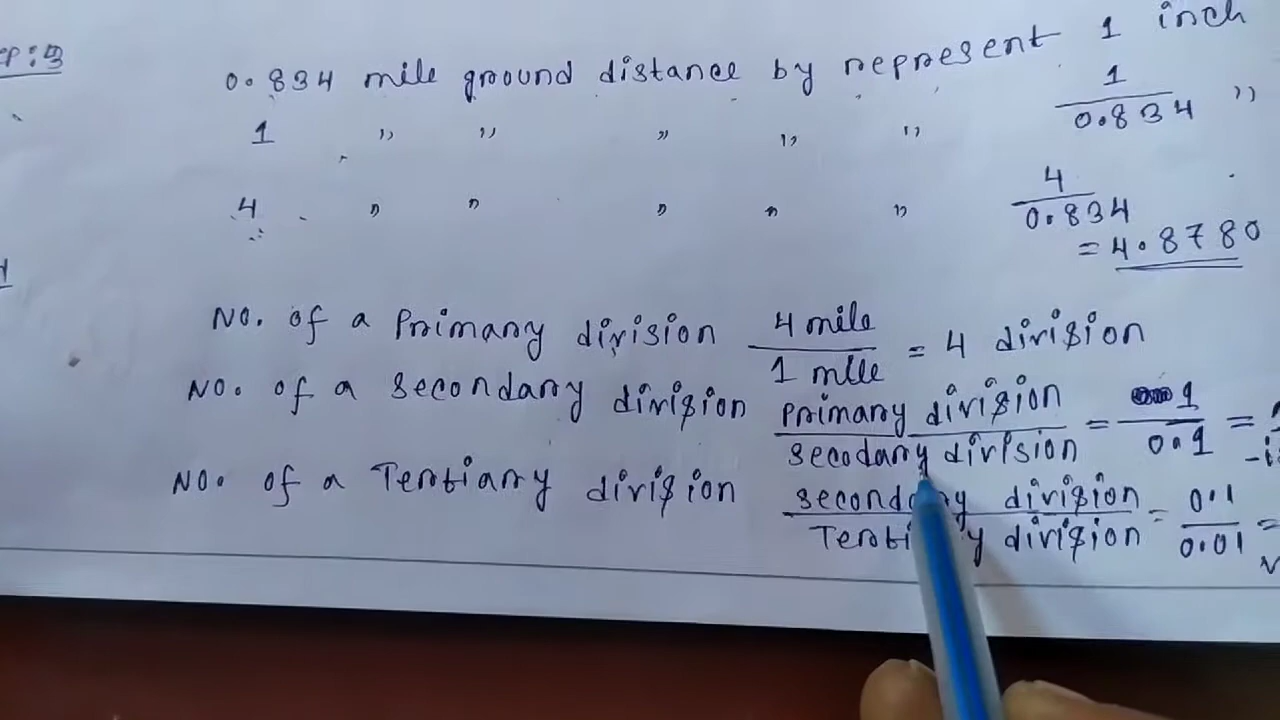 0.834 mile ground distance by represent 1 inch
1 " " " " " 1/0.834 "
4 " " " " " 4/0.834
= 4.8780
No. of a Primary division 4 mile/1 mile = 4 division
No. of a secondary division Primary division/secodary division = 1/0.1 =
No. of a Tertiary division secondary division/Tertiary division = 0.1/0.01 =